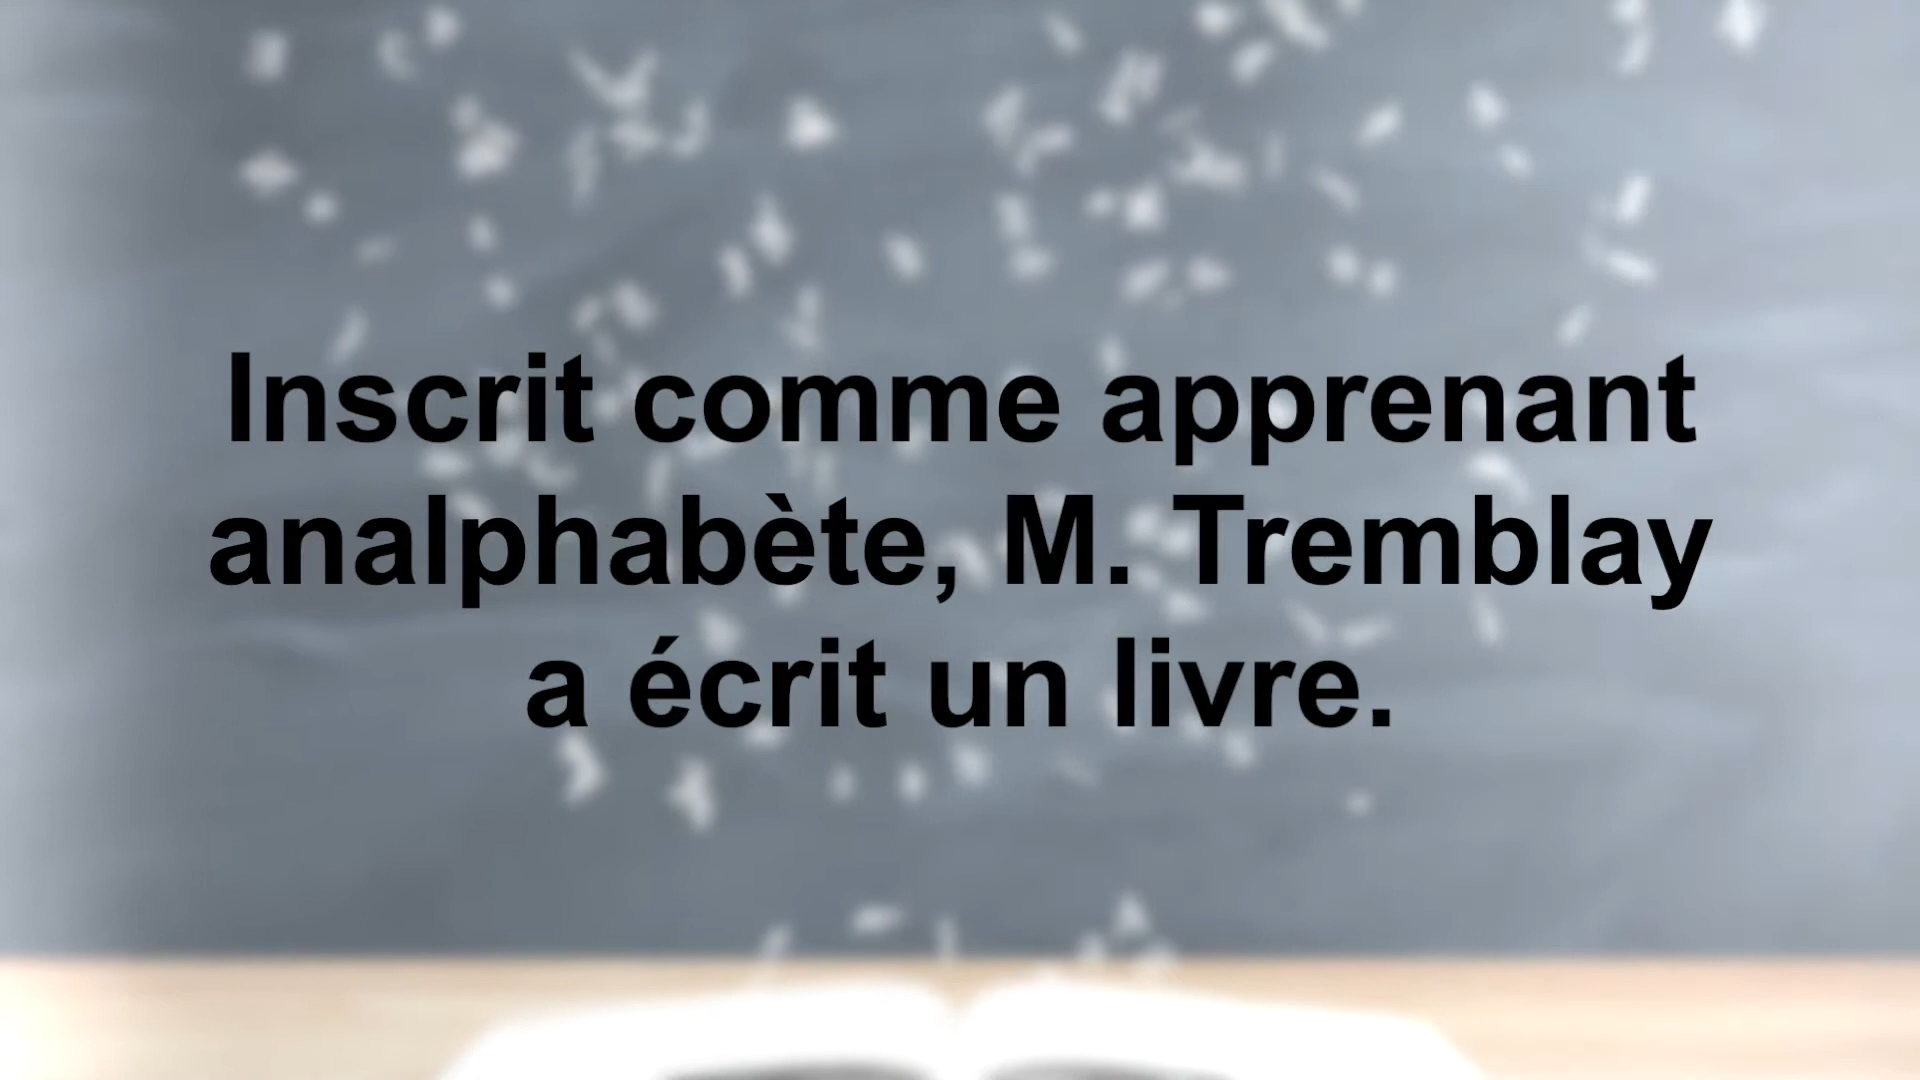 Inscrit comme apprenant
analphabète, M. Tremblay
a écrit un livre.